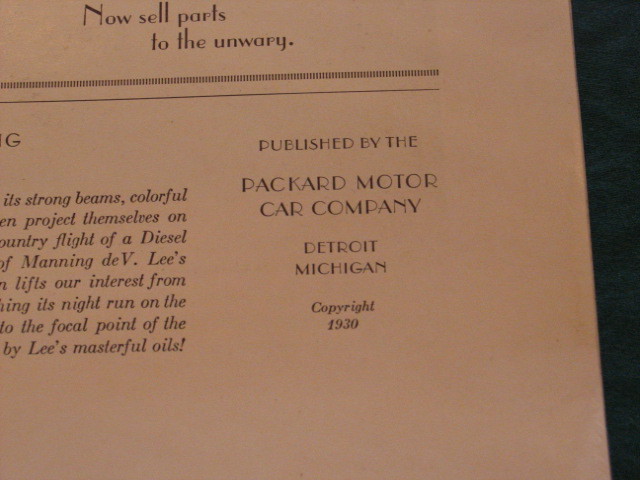 Now sell parts
to the unwary.
NG
its strong beams, colorful
en project themselves on
ountry flight of a Diesel
of Manning deV. Lee's
n lifts our interest from
hing its night run on the
to the focal point of the
by Lee's masterful oils!
PUBLISHED BY THE
PACKARD MOTOR
CAR COMPANY
DETROIT
MICHIGAN
Copyright
1930